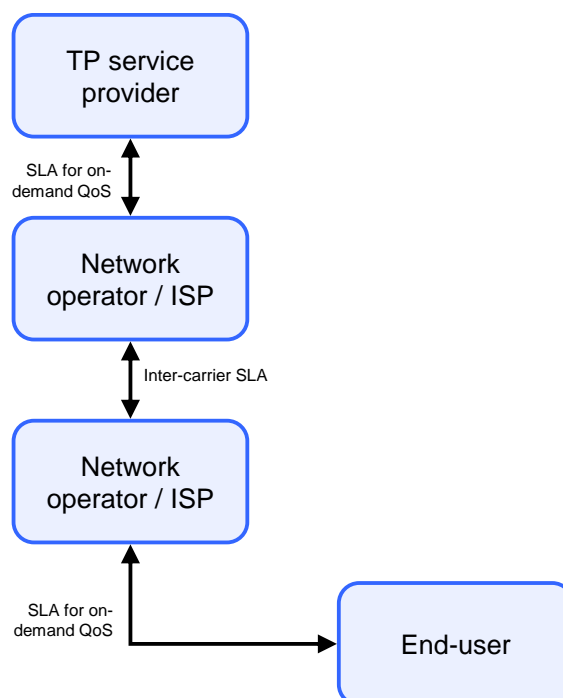 TP service
provider
SLA for on-
demand QoS
Network
operator / ISP
Inter-carrier SLA
Network
operator / ISP
SLA for on-
demand QoS
End-user